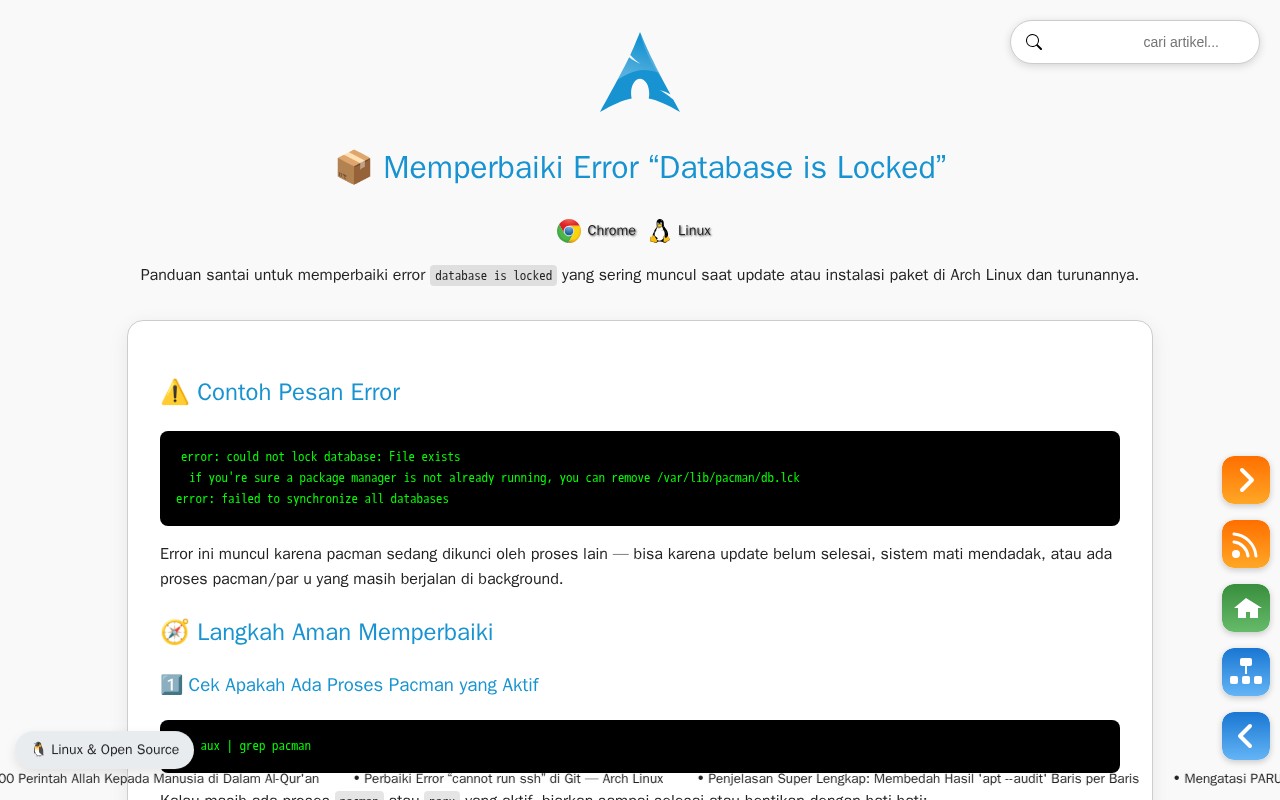 cari artikel...
📦 Memperbaiki Error “Database is Locked”
Chrome Linux
Panduan santai untuk memperbaiki error database is locked yang sering muncul saat update atau instalasi paket di Arch Linux dan turunannya.
⚠️ Contoh Pesan Error
error: could not lock database: File exists
if you're sure a package manager is not already running, you can remove /var/lib/pacman/db.lck
error: failed to synchronize all databases
Error ini muncul karena pacman sedang dikunci oleh proses lain — bisa karena update belum selesai, sistem mati mendadak, atau ada
proses pacman/par u yang masih berjalan di background.
🧭 Langkah Aman Memperbaiki
1️⃣ Cek Apakah Ada Proses Pacman yang Aktif
aux | grep pacman
🐧 Linux & Open Source
00 Perintah Allah Kepada Manusia di Dalam Al-Qur'an • Perbaiki Error “cannot run ssh” di Git — Arch Linux • Penjelasan Super Lengkap: Membedah Hasil 'apt --audit' Baris per Baris • Mengatasi PARU
Kalau masih ada proses pacman atau paru yang aktif, biarkan sampai selesai atau hentikan dengan hati-hati: